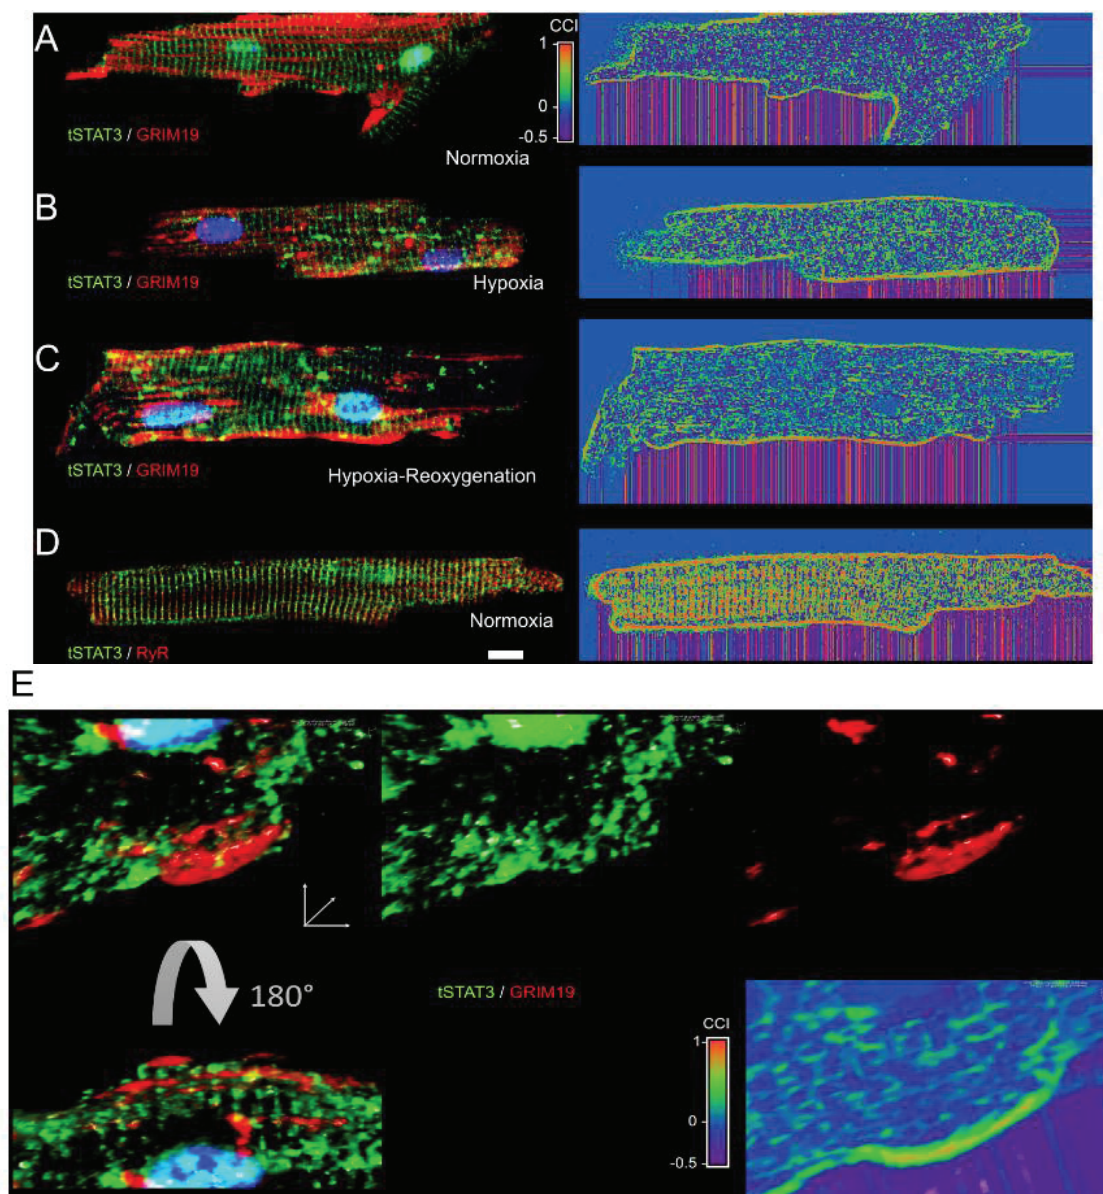 A
CCI
1
0
-0.5
tSTAT3 / GRIM19
Normoxia
B
tSTAT3 / GRIM19
Hypoxia
C
tSTAT3 / GRIM19
Hypoxia-Reoxygenation
D
Normoxia
tSTAT3 / RyR
E
180°
tSTAT3 / GRIM19
CCI
1
0
-0.5